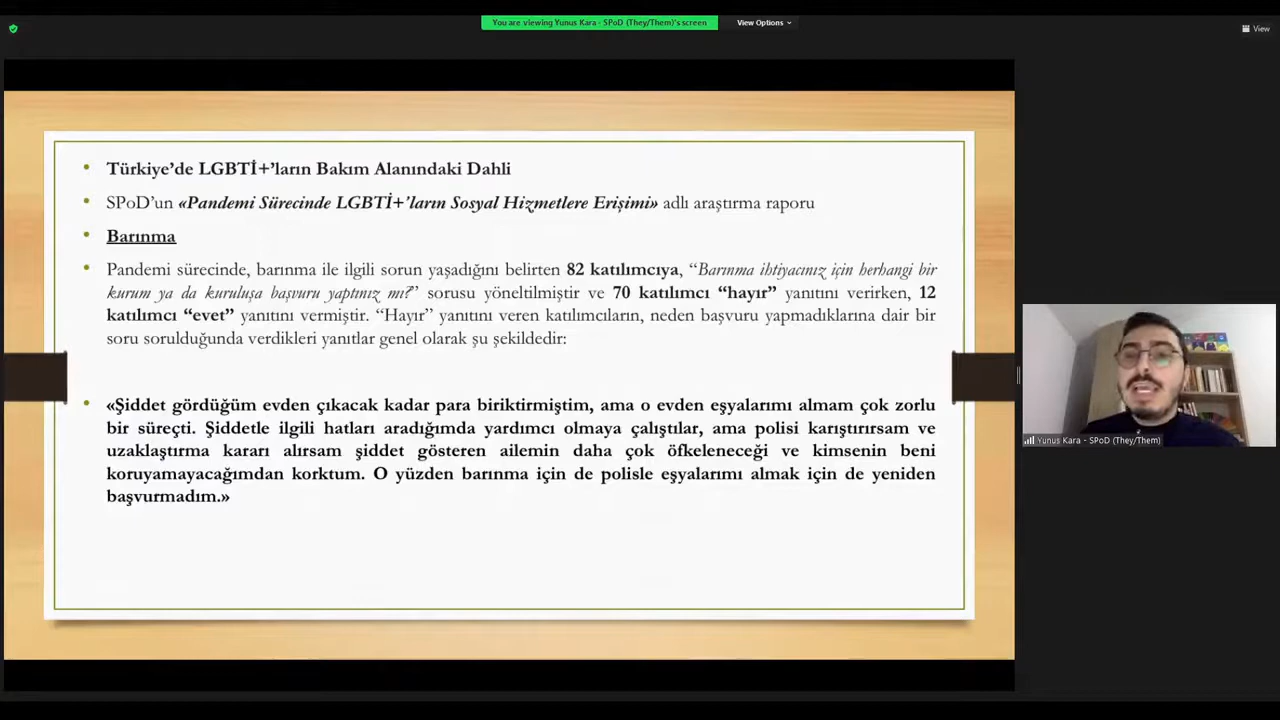 You are viewing Yunus Kara - SPoD (They/Them)'s screen
View Options
View
Türkiye’de LGBTİ+’ların Bakım Alanındaki Dahli
SPoD’un «Pandemi Sürecinde LGBTİ+’ların Sosyal Hizmetlere Erişimi» adlı araştırma raporu
Barınma
Pandemi sürecinde, barınma ile ilgili sorun yaşadığını belirten 82 katılımcıya, “Barınma ihtiyacınız için herhangi bir
kurum ya da kuruluşa başvuru yaptınız mı?” sorusu yöneltilmiştir ve 70 katılımcı “hayır” yanıtını verirken, 12
katılımcı “evet” yanıtını vermiştir. “Hayır” yanıtını veren katılımcıların, neden başvuru yapmadıklarına dair bir
soru sorulduğunda verdikleri yanıtlar genel olarak şu şekildedir:
«Şiddet gördüğüm evden çıkacak kadar para biriktirmiştim, ama o evden eşyalarımı almam çok zorlu
bir süreçti. Şiddetle ilgili hatları aradığımda yardımcı olmaya çalıştılar, ama polisi karıştırırsam ve
uzaklaştırma kararı alırsam şiddet gösteren ailemin daha çok öfkeleneceği ve kimsenin beni
koruyamayacağımdan korktum. O yüzden barınma için de polisle eşyalarımı almak için de yeniden
başvurmadım.»
Yunus Kara - SPoD (They/Them)